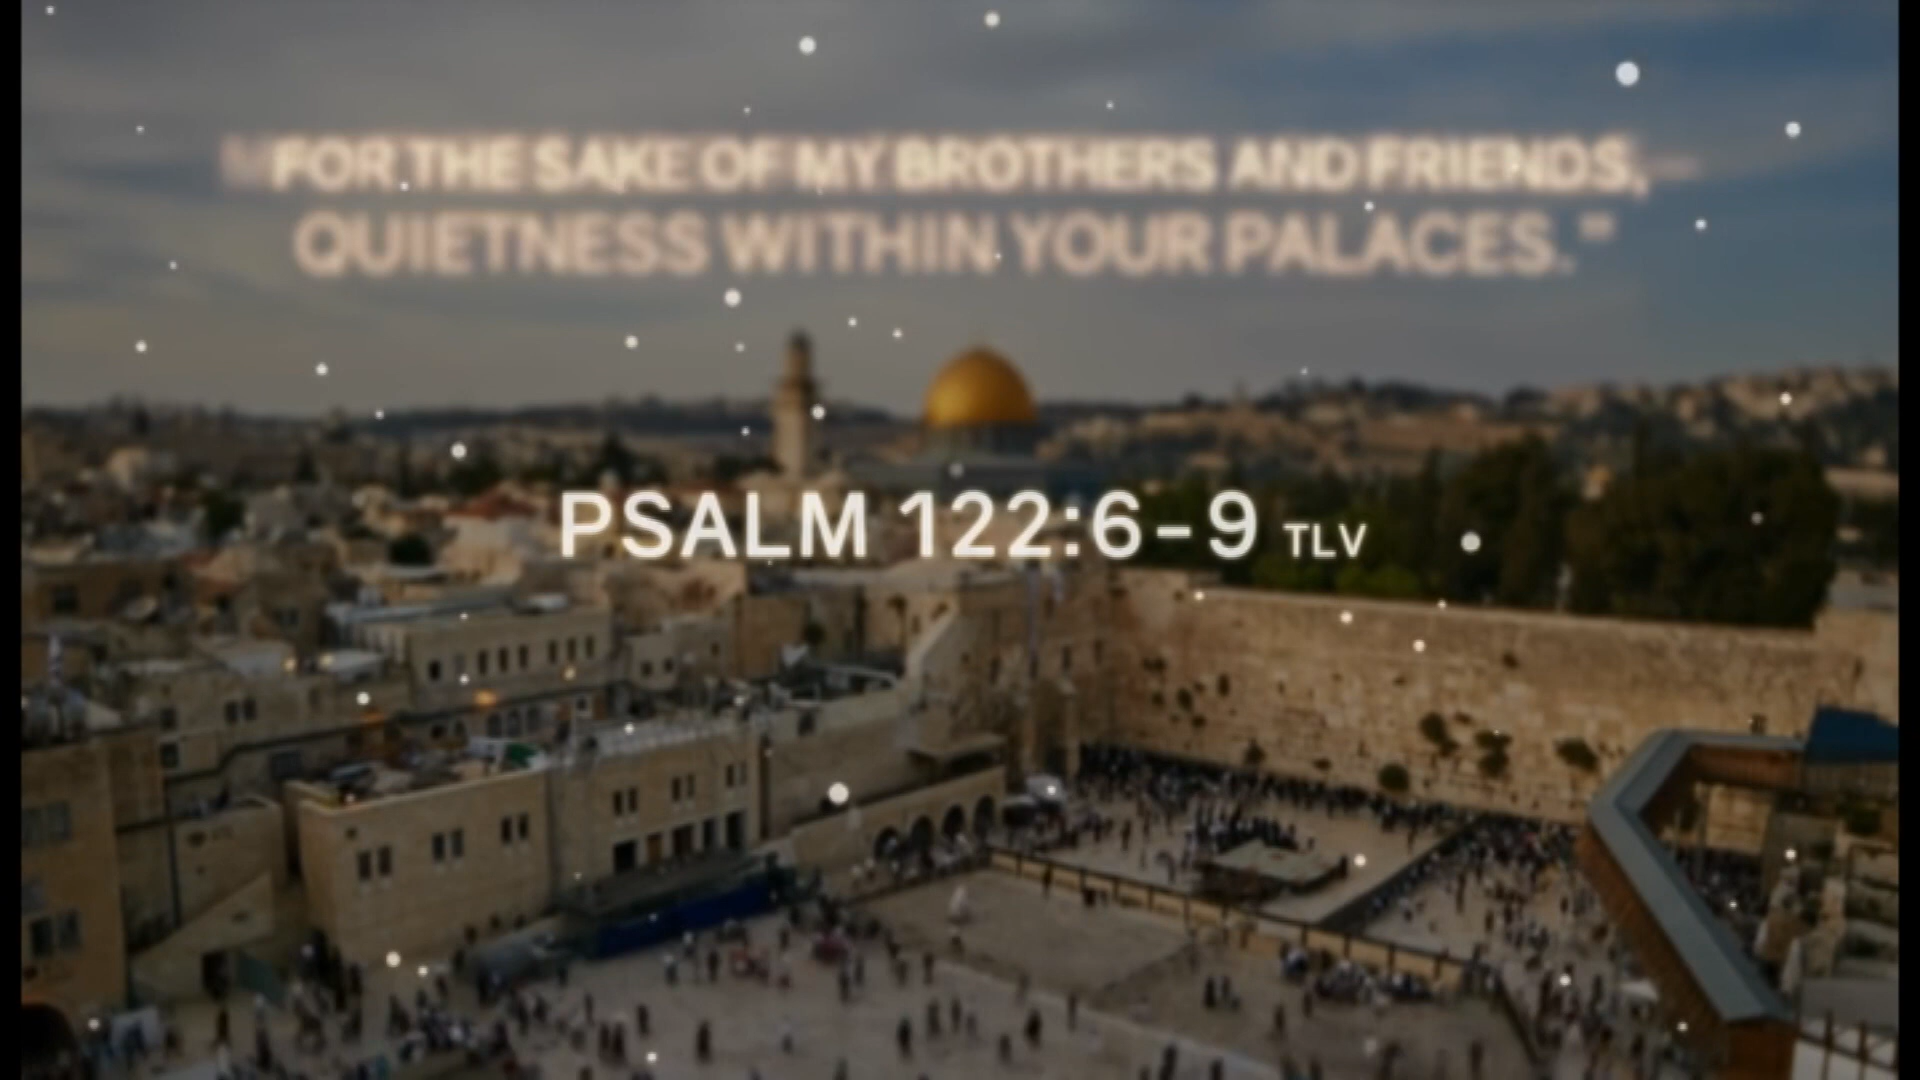 FOR THE SAKE OF MY BROTHERS AND FRIENDS,
QUIETNESS WITHIN YOUR PALACES."
PSALM 122:6-9 TLV